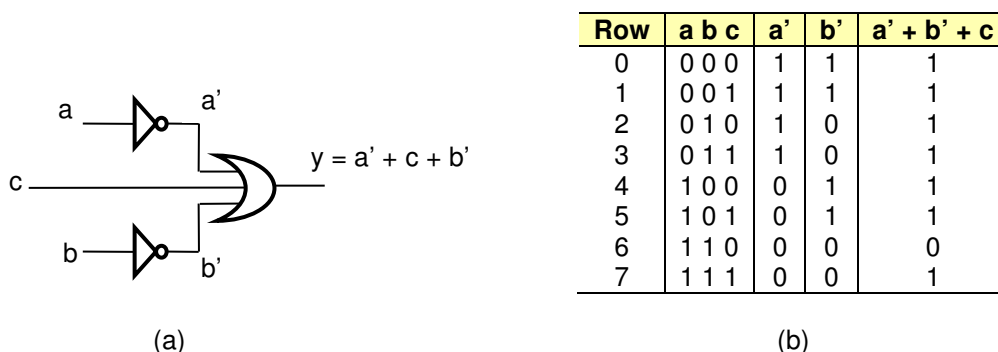 a
a’
y = a’ + c + b’
c
b
b’
(a)
Row a b c a’ b’ a’ + b’ + c
0 0 0 0 1 1 1
1 0 0 1 1 1 1
2 0 1 0 1 0 1
3 0 1 1 1 0 1
4 1 0 0 0 1 1
5 1 0 1 0 1 1
6 1 1 0 0 0 0
7 1 1 1 0 0 1
(b)